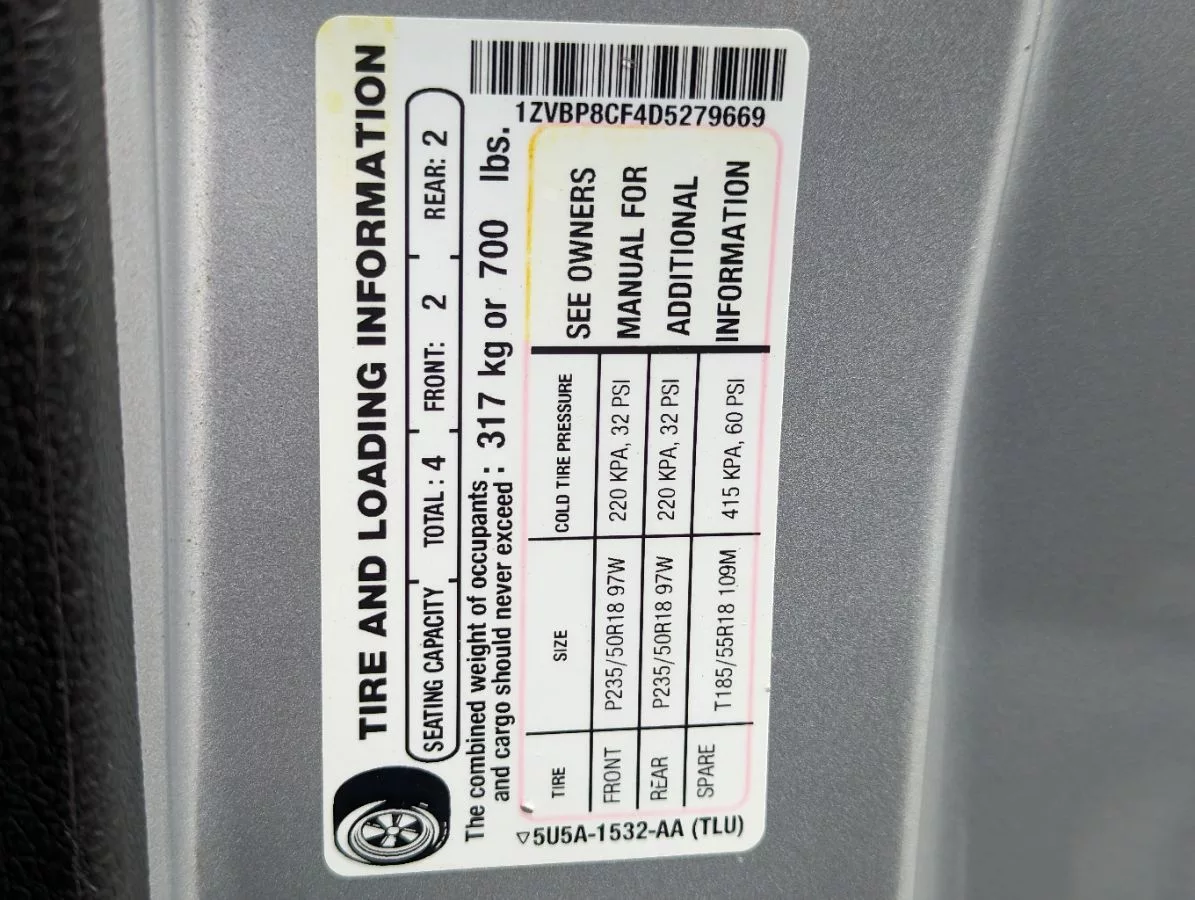 TIRE AND LOADING INFORMATION
SEATING CAPACITY TOTAL : 4 FRONT: 2 REAR: 2
The combined weight of occupants
and cargo should never exceed : 317 kg or 700 lbs.
TIRE SIZE COLD TIRE PRESSURE
FRONT P235/50R18 97W 220 KPA, 32 PSI
REAR P235/50R18 97W 220 KPA, 32 PSI
SPARE T185/55R18 109M 415 KPA, 60 PSI
SEE OWNERS
MANUAL FOR
ADDITIONAL
INFORMATION
5U5A-1532-AA (TLU)
1ZVBP8CF4D5279669